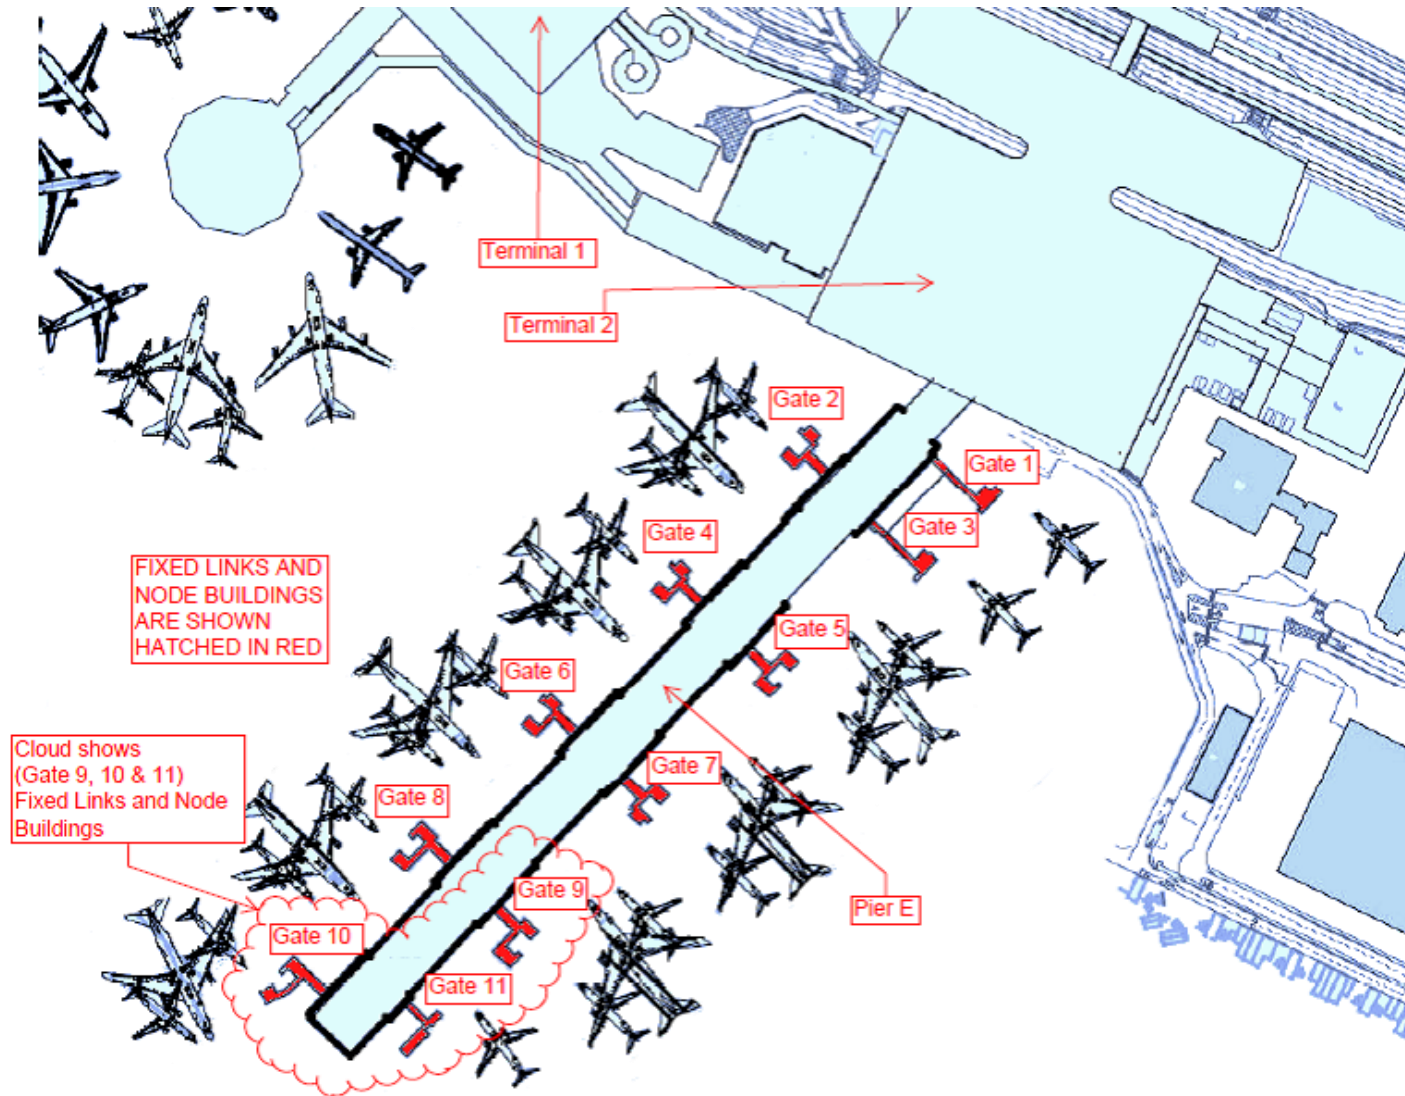 Terminal 1
Terminal 2
Gate 2
Gate 1
Gate 3
Gate 4
FIXED LINKS AND
NODE BUILDINGS
ARE SHOWN
HATCHED IN RED
Gate 5
Gate 6
Cloud shows
(Gate 9, 10 & 11)
Fixed Links and Node
Buildings
Gate 7
Gate 8
Gate 9
Pier E
Gate 10
Gate 11